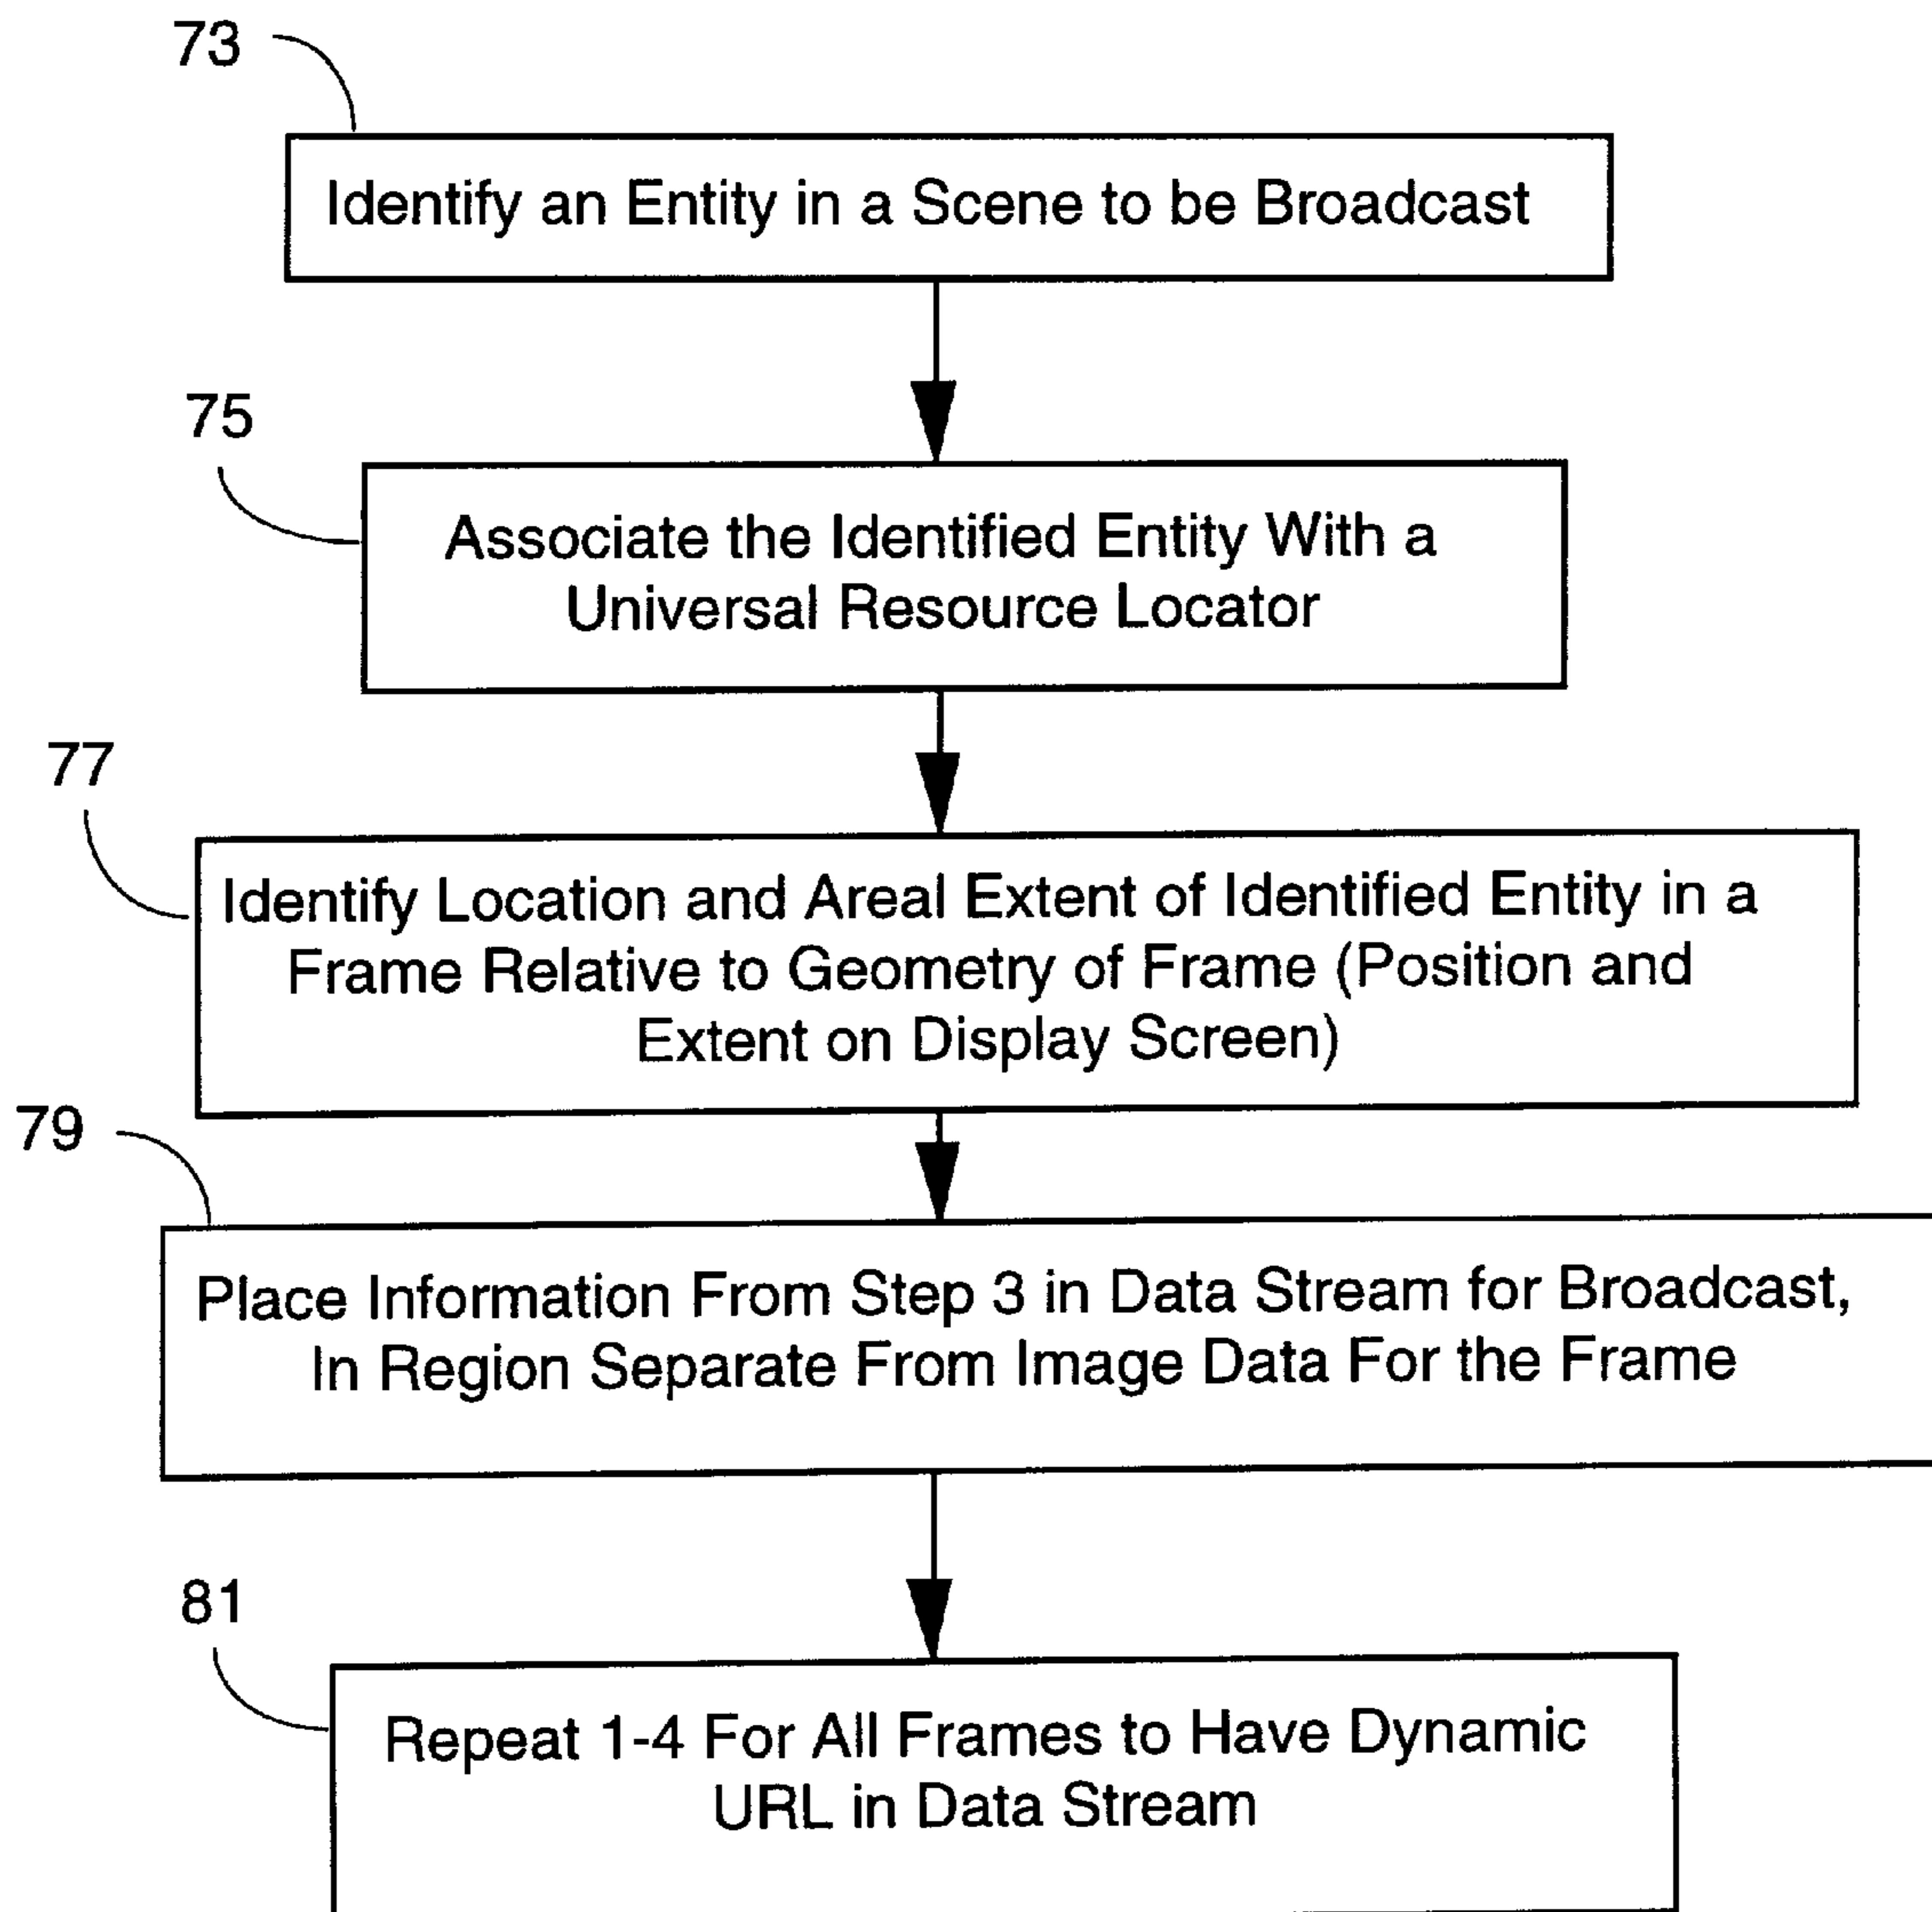 73
Identify an Entity in a Scene to be Broadcast
75
Associate the Identified Entity With a
Universal Resource Locator
77
Identify Location and Areal Extent of Identified Entity in a
Frame Relative to Geometry of Frame (Position and
Extent on Display Screen)
79
Place Information From Step 3 in Data Stream for Broadcast,
In Region Separate From Image Data For the Frame
81
Repeat 1-4 For All Frames to Have Dynamic
URL in Data Stream